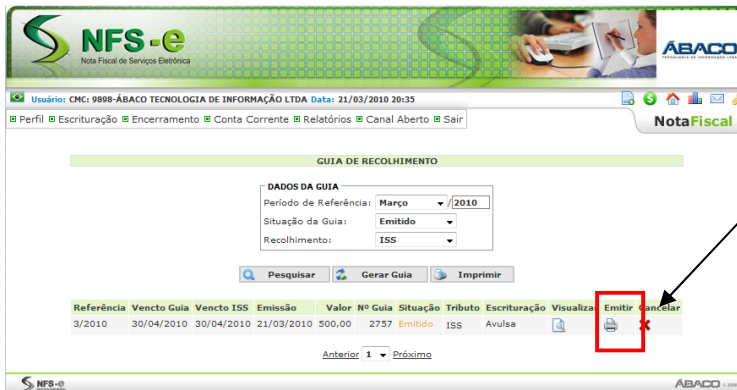 NFS-e
Nota Fiscal de Serviços Eletrônica
ÁBACO
Usuário: CMC: 9898-ÁBACO TECNOLOGIA DE INFORMAÇÃO LTDA Data: 21/03/2010 20:35
Perfil Escrituração Encerramento Conta Corrente Relatórios Canal Aberto Sair
NotaFiscal
GUIA DE RECOLHIMENTO
DADOS DA GUIA
Período de Referência: Março / 2010
Situação da Guia: Emitido
Recolhimento: ISS
Pesquisar Gerar Guia Imprimir
Referência Vencto Guia Vencto ISS Emissão Valor Nº Guia Situação Tributo Escrituração Visualizar Emitir Cancelar
3/2010 30/04/2010 30/04/2010 21/03/2010 500,00 2757 Emitido ISS Avulsa
Anterior 1 Próximo
NFS-e ÁBACO